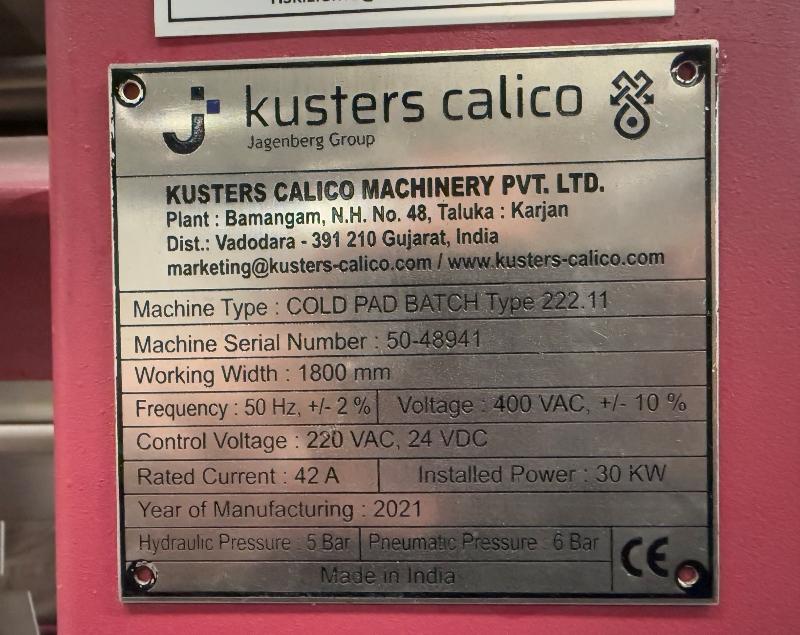 kusters calico
Jagenberg Group
KUSTERS CALICO MACHINERY PVT. LTD.
Plant : Bamangam, N.H. No. 48, Taluka : Karjan
Dist.: Vadodara - 391 210 Gujarat, India
marketing@kusters-calico.com / www.kusters-calico.com
Machine Type : COLD PAD BATCH Type 222.11
Machine Serial Number : 50-48941
Working Width : 1800 mm
Frequency : 50 Hz, +/- 2 % Voltage : 400 VAC, +/- 10 %
Control Voltage : 220 VAC, 24 VDC
Rated Current : 42 A Installed Power : 30 KW
Year of Manufacturing : 2021
Hydraulic Pressure : 5 Bar Pneumatic Pressure : 6 Bar CE
Made in India